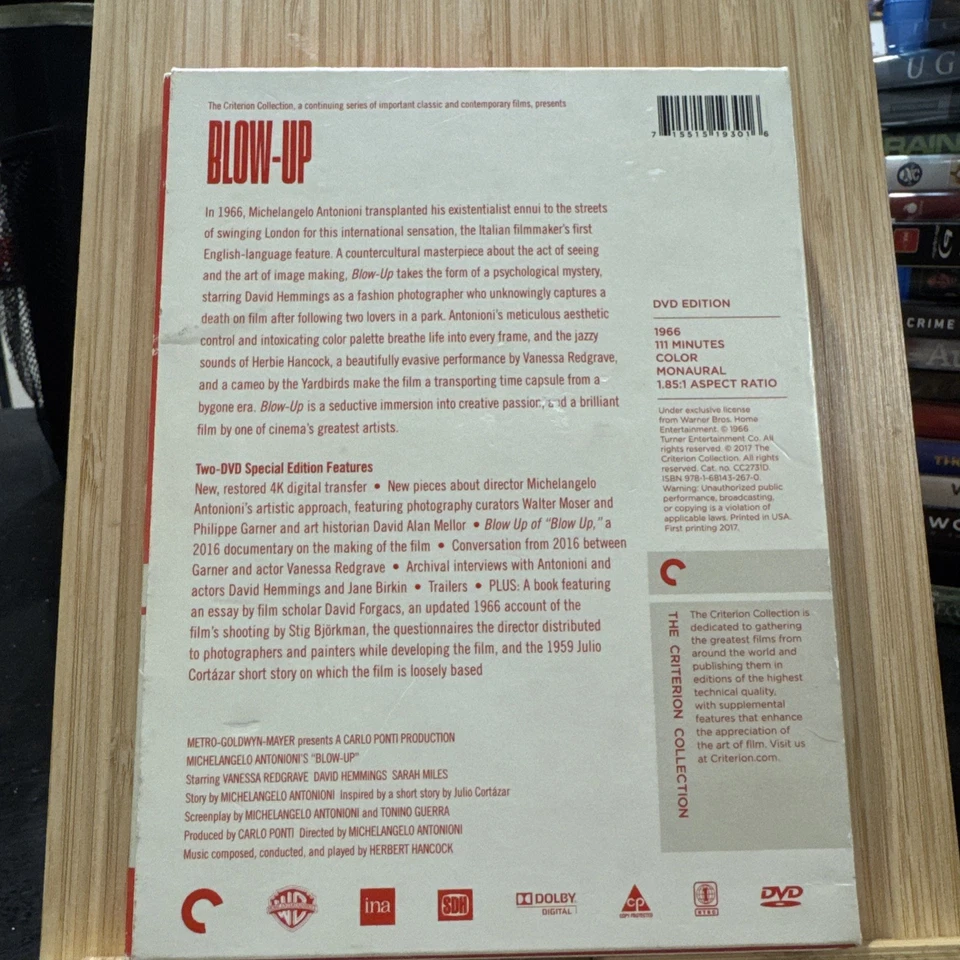 The Criterion Collection, a continuing series of important classic and contemporary films, presents
BLOW-UP
7 15515 19301 6
In 1966, Michelangelo Antonioni transplanted his existentialist ennui to the streets
of swinging London for this international sensation, the Italian filmmaker's first
English-language feature. A countercultural masterpiece about the act of seeing
and the art of image making, Blow-Up takes the form of a psychological mystery,
starring David Hemmings as a fashion photographer who unknowingly captures a
death on film after following two lovers in a park. Antonioni's meticulous aesthetic
control and intoxicating color palette breathe life into every frame, and the jazzy
sounds of Herbie Hancock, a beautifully evasive performance by Vanessa Redgrave,
and a cameo by the Yardbirds make the film a transporting time capsule from a
bygone era. Blow-Up is a seductive immersion into creative passion, and a brilliant
film by one of cinema's greatest artists.
Two-DVD Special Edition Features
New, restored 4K digital transfer • New pieces about director Michelangelo
Antonioni's artistic approach, featuring photography curators Walter Moser and
Philippe Garner and art historian David Alan Mellor • Blow Up of "Blow Up," a
2016 documentary on the making of the film • Conversation from 2016 between
Garner and actor Vanessa Redgrave • Archival interviews with Antonioni and
actors David Hemmings and Jane Birkin • Trailers • PLUS: A book featuring
an essay by film scholar David Forgacs, an updated 1966 account of the
film's shooting by Stig Björkman, the questionnaires the director distributed
to photographers and painters while developing the film, and the 1959 Julio
Cortázar short story on which the film is loosely based
METRO-GOLDWYN-MAYER presents A CARLO PONTI PRODUCTION
MICHELANGELO ANTONIONI'S "BLOW-UP"
Starring VANESSA REDGRAVE DAVID HEMMINGS SARAH MILES
Story by MICHELANGELO ANTONIONI Inspired by a short story by Julio Cortázar
Screenplay by MICHELANGELO ANTONIONI and TONINO GUERRA
Produced by CARLO PONTI Directed by MICHELANGELO ANTONIONI
Music composed, conducted, and played by HERBERT HANCOCK
DVD EDITION
1966
111 MINUTES
COLOR
MONAURAL
1.85:1 ASPECT RATIO
Under exclusive license
from Warner Bros. Home
Entertainment. © 1966
Turner Entertainment Co. All
rights reserved. © 2017 The
Criterion Collection. All rights
reserved. Cat. no. CC2731D.
ISBN 978-1-68143-267-0.
Warning: Unauthorized public
performance, broadcasting,
or copying is a violation of
applicable laws. Printed in USA.
First printing 2017.
THE CRITERION COLLECTION
The Criterion Collection is
dedicated to gathering
the greatest films from
around the world and
publishing them in
editions of the highest
technical quality,
with supplemental
features that enhance
the appreciation of
the art of film. Visit us
at Criterion.com.
WB
ina
SDH
DOLBY
DIGITAL
CP
COPY PROTECTED
1
NTSC
DVD
UG
RAIN
CRIME